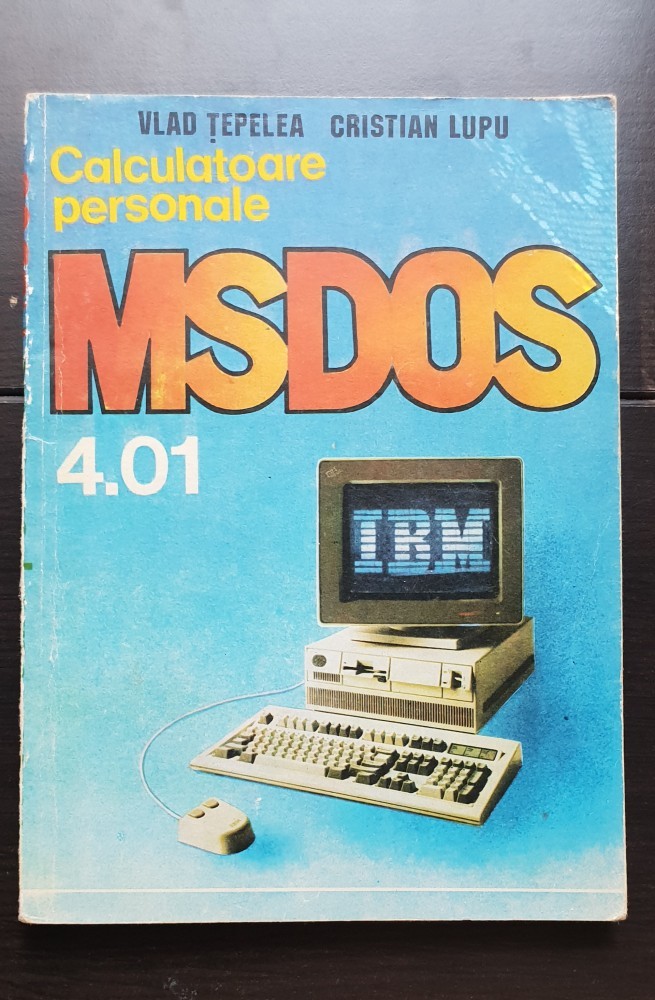 VLAD ȚEPELEA CRISTIAN LUPU
Calculatoare
personale
MSDOS
4.01
IBM